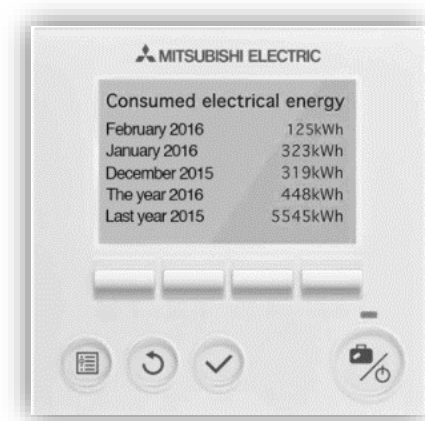 MITSUBISHI ELECTRIC
Consumed electrical energy
February 2016 125kWh
January 2016 323kWh
December 2015 319kWh
The year 2016 448kWh
Last year 2015 5545kWh